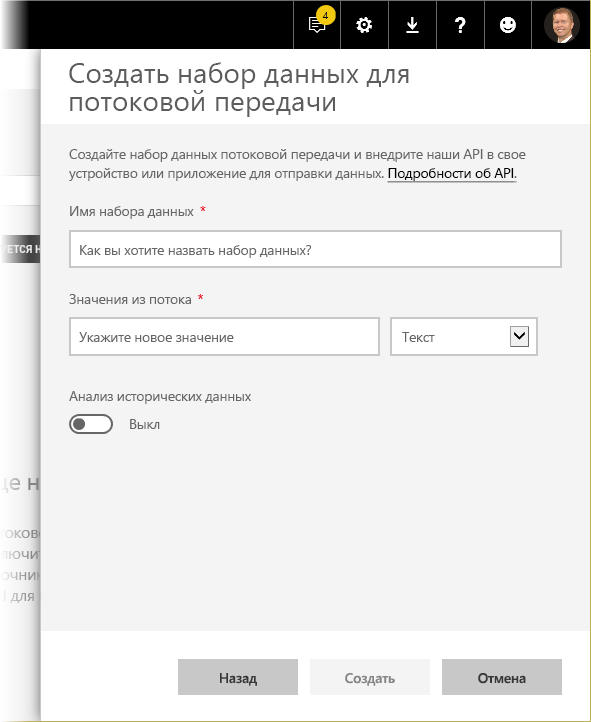 4
?
Создать набор данных для
потоковой передачи
Создайте набор данных потоковой передачи и внедрите наши API в свое
устройство или приложение для отправки данных. Подробности об API.
Имя набора данных *
Как вы хотите назвать набор данных?
Значения из потока *
Укажите новое значение
Текст
Анализ исторических данных
Выкл
Назад
Создать
Отмена